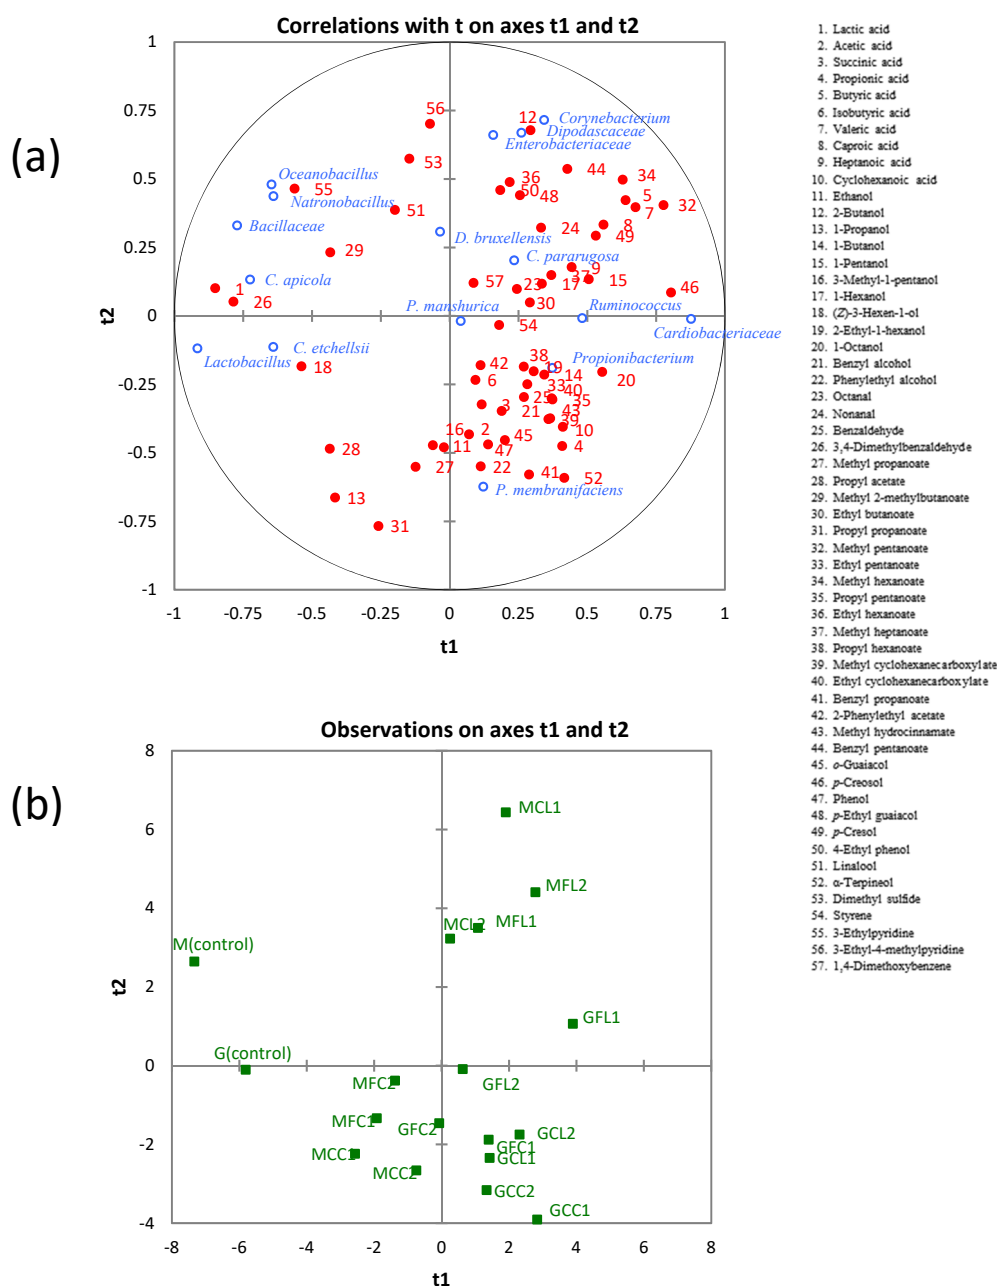 Correlations with t on axes t1 and t2
(a)
1
0.75
0.5
0.25
0
-0.25
-0.5
-0.75
-1
-1
-0.75
-0.5
-0.25
0
0.25
0.5
0.75
1
t2
t1
56
12
Corynebacterium
Dipodascaceae
Enterobacteriaceae
53
Oceanobacillus
55
Natronobacillus
36
44
34
50
48
5
32
7
51
Bacillaceae
24
8
49
D. bruxellensis
29
C. pararugosa
C. apicola
57
23
37
9
17
15
46
1
26
30
P. manshurica
Ruminococcus
54
Cardiobacteriaceae
Lactobacillus
C. etchellsii
18
42
38
Propionibacterium
6
19
14
20
33
40
25
35
3
21
43
39
16
2
45
10
28
11
47
4
27
22
41
52
13
P. membranifaciens
31
1. Lactic acid
2. Acetic acid
3. Succinic acid
4. Propionic acid
5. Butyric acid
6. Isobutyric acid
7. Valeric acid
8. Caproic acid
9. Heptanoic acid
10. Cyclohexanoic acid
11. Ethanol
12. 2-Butanol
13. 1-Propanol
14. 1-Butanol
15. 1-Pentanol
16. 3-Methyl-1-pentanol
17. 1-Hexanol
18. (Z)-3-Hexen-1-ol
19. 2-Ethyl-1-hexanol
20. 1-Octanol
21. Benzyl alcohol
22. Phenylethyl alcohol
23. Octanal
24. Nonanal
25. Benzaldehyde
26. 3,4-Dimethylbenzaldehyde
27. Methyl propanoate
28. Propyl acetate
29. Methyl 2-methylbutanoate
30. Ethyl butanoate
31. Propyl propanoate
32. Methyl pentanoate
33. Ethyl pentanoate
34. Methyl hexanoate
35. Propyl pentanoate
36. Ethyl hexanoate
37. Methyl heptanoate
38. Propyl hexanoate
39. Methyl cyclohexanecarboxylate
40. Ethyl cyclohexanecarboxylate
41. Benzyl propanoate
42. 2-Phenylethyl acetate
43. Methyl hydrocinnamate
44. Benzyl pentanoate
45. o-Guaiacol
46. p-Creosol
47. Phenol
48. p-Ethyl guaiacol
49. p-Cresol
50. 4-Ethyl phenol
51. Linalool
52. α-Terpineol
53. Dimethyl sulfide
54. Styrene
55. 3-Ethylpyridine
56. 3-Ethyl-4-methylpyridine
57. 1,4-Dimethoxybenzene
Observations on axes t1 and t2
(b)
8
6
4
2
0
-2
-4
-8
-6
-4
-2
0
2
4
6
8
t2
t1
MCL1
MFL2
MCL2
MFL1
M(control)
GFL1
G(control)
MFC2
GFL2
MFC1
GFC2
GCL2
GFC1
MCC1
GCL1
MCC2
GCC2
GCC1